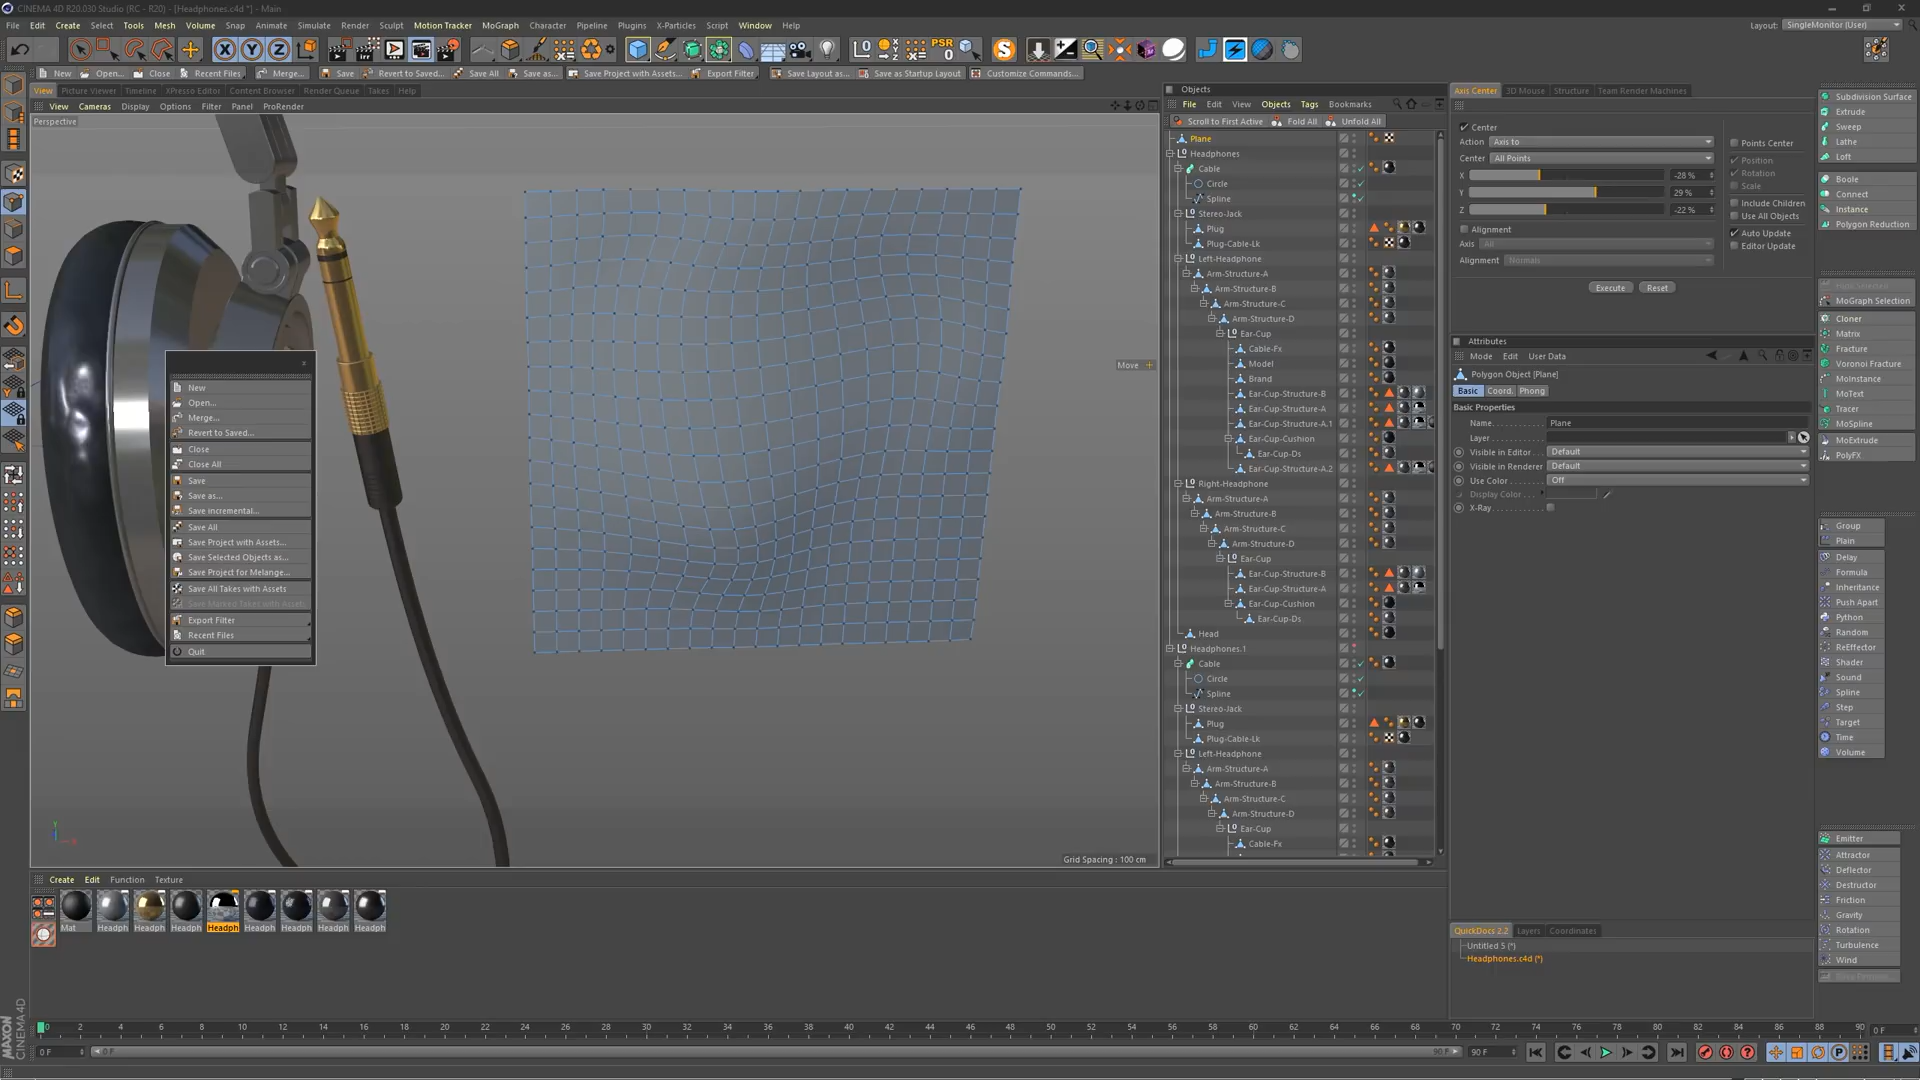 CINEMA 4D R20.030 Studio (RC - R20) - [Headphones.c4d *] - Main
File Edit Create Select Tools Mesh Volume Snap Animate Simulate Render Sculpt Motion Tracker MoGraph Character Pipeline Plugins X-Particles Script Window Help
Layout: SingleMonitor (User)
X Y Z PSR 0
New Open... Close Recent Files Merge... Save Revert to Saved... Save All Save as... Save Project with Assets... Export Filter Save Layout as... Save as Startup Layout Customize Commands...
View Picture Viewer Timeline XPresso Editor Content Browser Render Queue Takes Help
View Cameras Display Options Filter Panel ProRender
Perspective
Move
Grid Spacing : 100 cm
New
Open...
Merge...
Revert to Saved...
Close
Close All
Save
Save as...
Save incremental...
Save All
Save Project with Assets...
Save Selected Objects as...
Save Project for Melange...
Save All Takes with Assets
Save Marked Takes with Assets
Export Filter
Recent Files
Quit
Objects
File Edit View Objects Tags Bookmarks
Scroll to First Active Fold All Unfold All
Plane
Headphones
Cable
Circle
Spline
Stereo-Jack
Plug
Plug-Cable-Lk
Left-Headphone
Arm-Structure-A
Arm-Structure-B
Arm-Structure-C
Arm-Structure-D
Ear-Cup
Cable-Fx
Model
Brand
Ear-Cup-Structure-B
Ear-Cup-Structure-A
Ear-Cup-Structure-A.1
Ear-Cup-Cushion
Ear-Cup-Ds
Ear-Cup-Structure-A.2
Right-Headphone
Arm-Structure-A
Arm-Structure-B
Arm-Structure-C
Arm-Structure-D
Ear-Cup
Ear-Cup-Structure-B
Ear-Cup-Structure-A
Ear-Cup-Cushion
Ear-Cup-Ds
Head
Headphones.1
Cable
Circle
Spline
Stereo-Jack
Plug
Plug-Cable-Lk
Left-Headphone
Arm-Structure-A
Arm-Structure-B
Arm-Structure-C
Arm-Structure-D
Ear-Cup
Cable-Fx
Axis Center 3D Mouse Structure Team Render Machines
Center
Action Axis to
Center All Points
X -28 %
Y 29 %
Z -22 %
Alignment
Axis All
Alignment Normals
Points Center
Position
Rotation
Scale
Include Children
Use All Objects
Auto Update
Editor Update
Execute Reset
Attributes
Mode Edit User Data
Polygon Object [Plane]
Basic Coord. Phong
Basic Properties
Name Plane
Layer
Visible in Editor Default
Visible in Renderer Default
Use Color Off
Display Color
X-Ray
QuickDocs 2.2 Layers Coordinates
Untitled 5 (*)
Headphones.c4d (*)
Subdivision Surface
Extrude
Sweep
Lathe
Loft
Boole
Connect
Instance
Polygon Reduction
MoGraph Selection
Cloner
Matrix
Fracture
Voronoi Fracture
MoInstance
MoText
Tracer
MoSpline
MoExtrude
PolyFX
Group
Plain
Delay
Formula
Inheritance
Push Apart
Python
Random
ReEffector
Shader
Sound
Spline
Step
Target
Time
Volume
Emitter
Attractor
Deflector
Destructor
Friction
Gravity
Rotation
Turbulence
Wind
Create Edit Function Texture
Mat Headph Headph Headph Headph Headph Headph Headph Headph
0 2 4 6 8 10 12 14 16 18 20 22 24 26 28 30 32 34 36 38 40 42 44 46 48 50 52 54 56 58 60 62 64 66 68 70 72 74 76 78 80 82 84 86 88 90 0 F
0 F 0 F 90 F 90 F
MAXON
CINEMA 4D